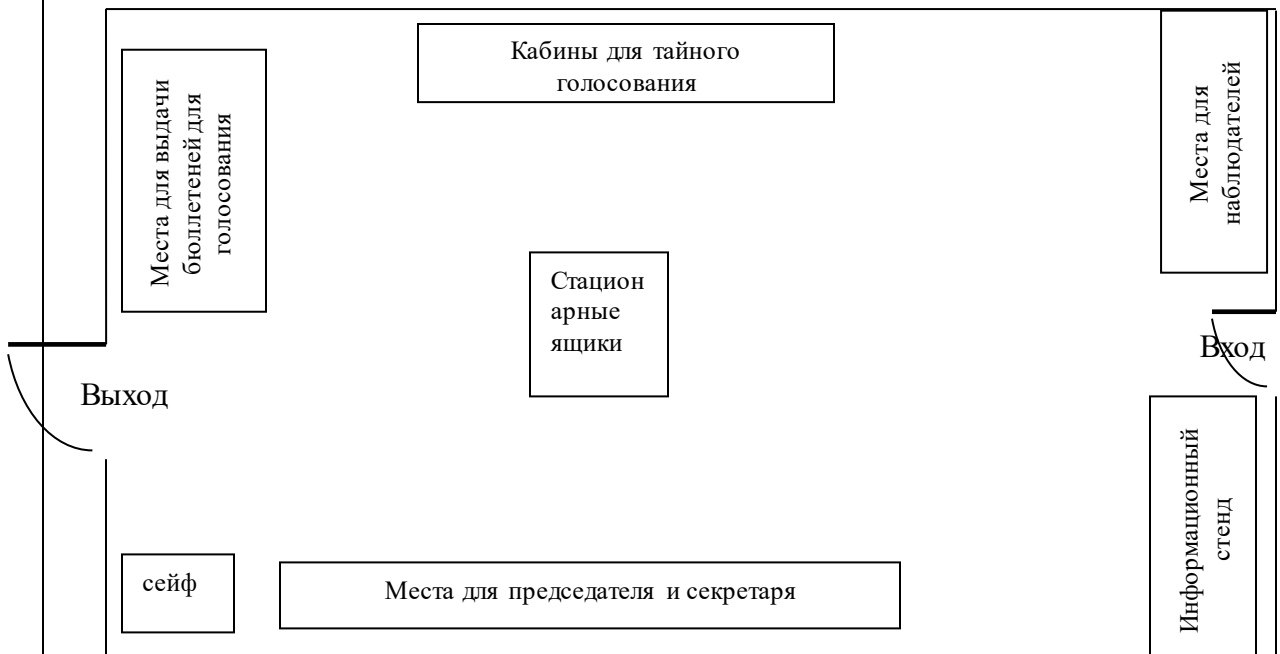 Кабины для тайного
голосования
Места для выдачи
бюллетеней для
голосования
Места для
наблюдателей
Стацион
арные
ящики
Вход
Выход
Информационный
стенд
сейф
Места для председателя и секретаря